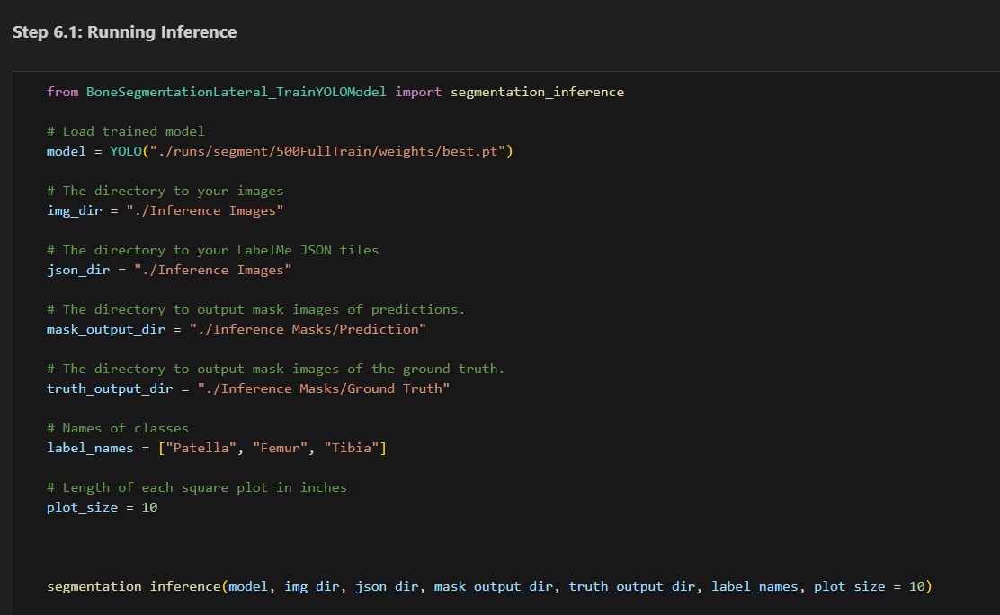 Step 6.1: Running Inference
from BoneSegmentationLateral_TrainYOLOModel import segmentation_inference
# Load trained model
model = YOLO("./runs/segment/500FullTrain/weights/best.pt")
# The directory to your images
img_dir = "./Inference Images"
# The directory to your LabelMe JSON files
json_dir = "./Inference Images"
# The directory to output mask images of predictions.
mask_output_dir = "./Inference Masks/Prediction"
# The directory to output mask images of the ground truth.
truth_output_dir = "./Inference Masks/Ground Truth"
# Names of classes
label_names = ["Patella", "Femur", "Tibia"]
# Length of each square plot in inches
plot_size = 10
segmentation_inference(model, img_dir, json_dir, mask_output_dir, truth_output_dir, label_names, plot_size = 10)